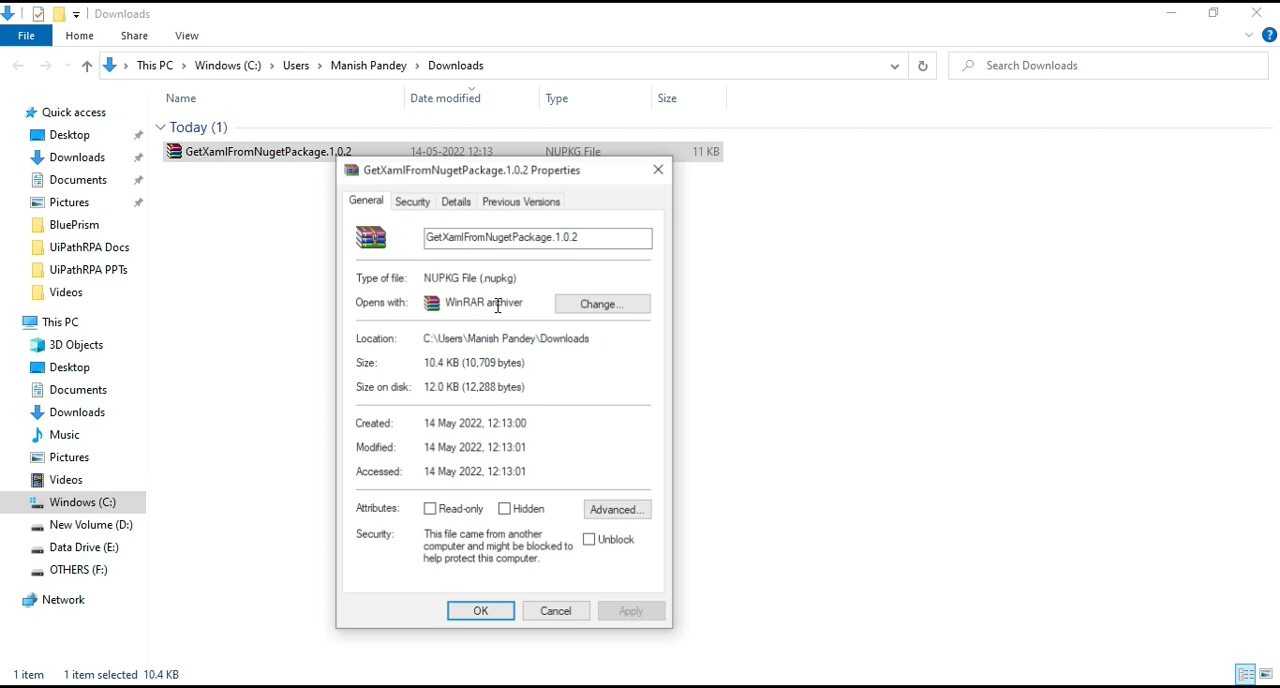 Downloads
File Home Share View
This PC Windows (C:) Users Manish Pandey Downloads
Search Downloads
Name Date modified Type Size
Quick access
Desktop
Downloads
Documents
Pictures
BluePrism
UiPathRPA Docs
UiPathRPA PPTs
Videos
This PC
3D Objects
Desktop
Documents
Downloads
Music
Pictures
Videos
Windows (C:)
New Volume (D:)
Data Drive (E:)
OTHERS (F:)
Network
Today (1)
GetXamlFromNugetPackage.1.0.2 14-05-2022 12:13 NUPKG File 11 KB
GetXamlFromNugetPackage.1.0.2 Properties
General Security Details Previous Versions
GetXamlFromNugetPackage.1.0.2
Type of file: NUPKG File (.nupkg)
Opens with: WinRAR archiver Change...
Location: C:\Users\Manish Pandey\Downloads
Size: 10.4 KB (10,709 bytes)
Size on disk: 12.0 KB (12,288 bytes)
Created: 14 May 2022, 12:13:00
Modified: 14 May 2022, 12:13:01
Accessed: 14 May 2022, 12:13:01
Attributes: Read-only Hidden Advanced...
Security: This file came from another
computer and might be blocked to
help protect this computer.
Unblock
OK Cancel Apply
1 item 1 item selected 10.4 KB